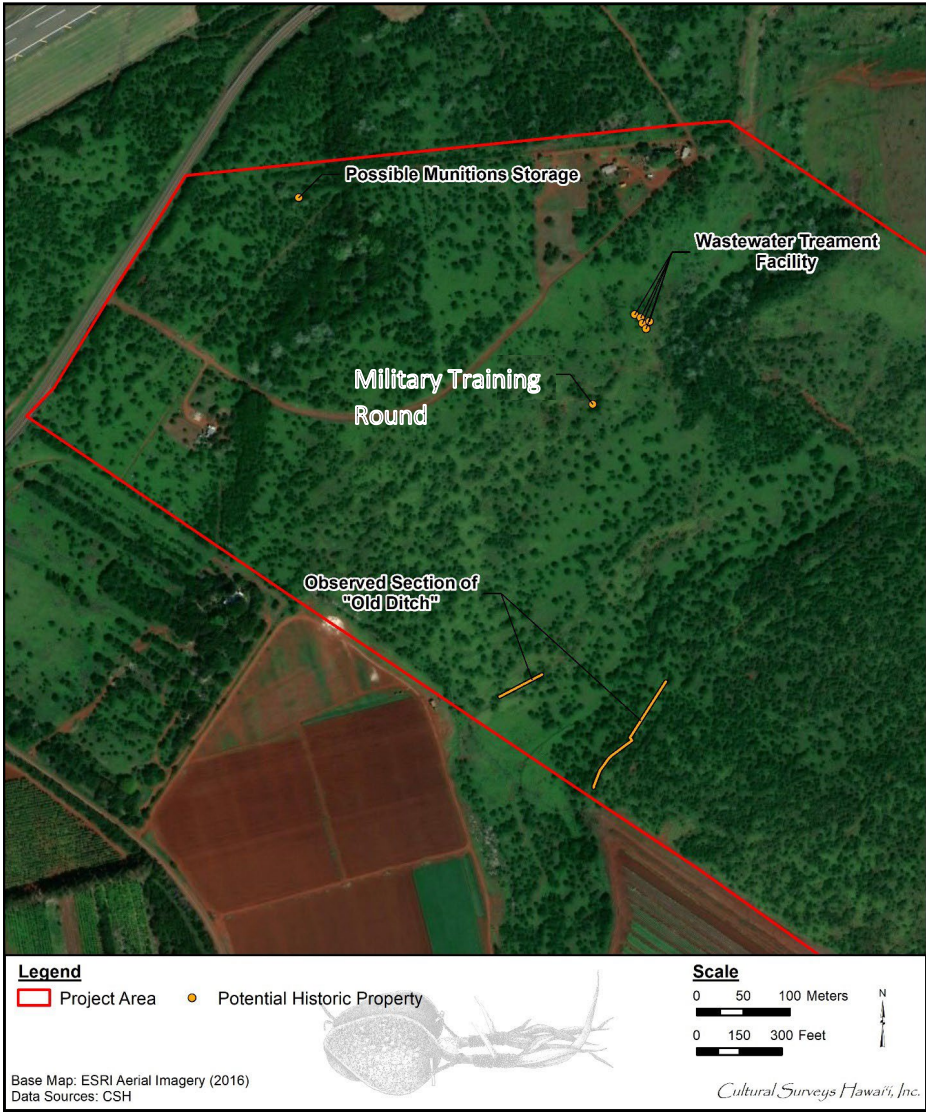 Possible Munitions Storage
Wastewater Treament
Facility
Military Training
Round
Observed Section of
"Old Ditch"
Legend
Project Area
Potential Historic Property
Scale
0 50 100 Meters
0 150 300 Feet
N
Base Map: ESRI Aerial Imagery (2016)
Data Sources: CSH
Cultural Surveys Hawai'i, Inc.